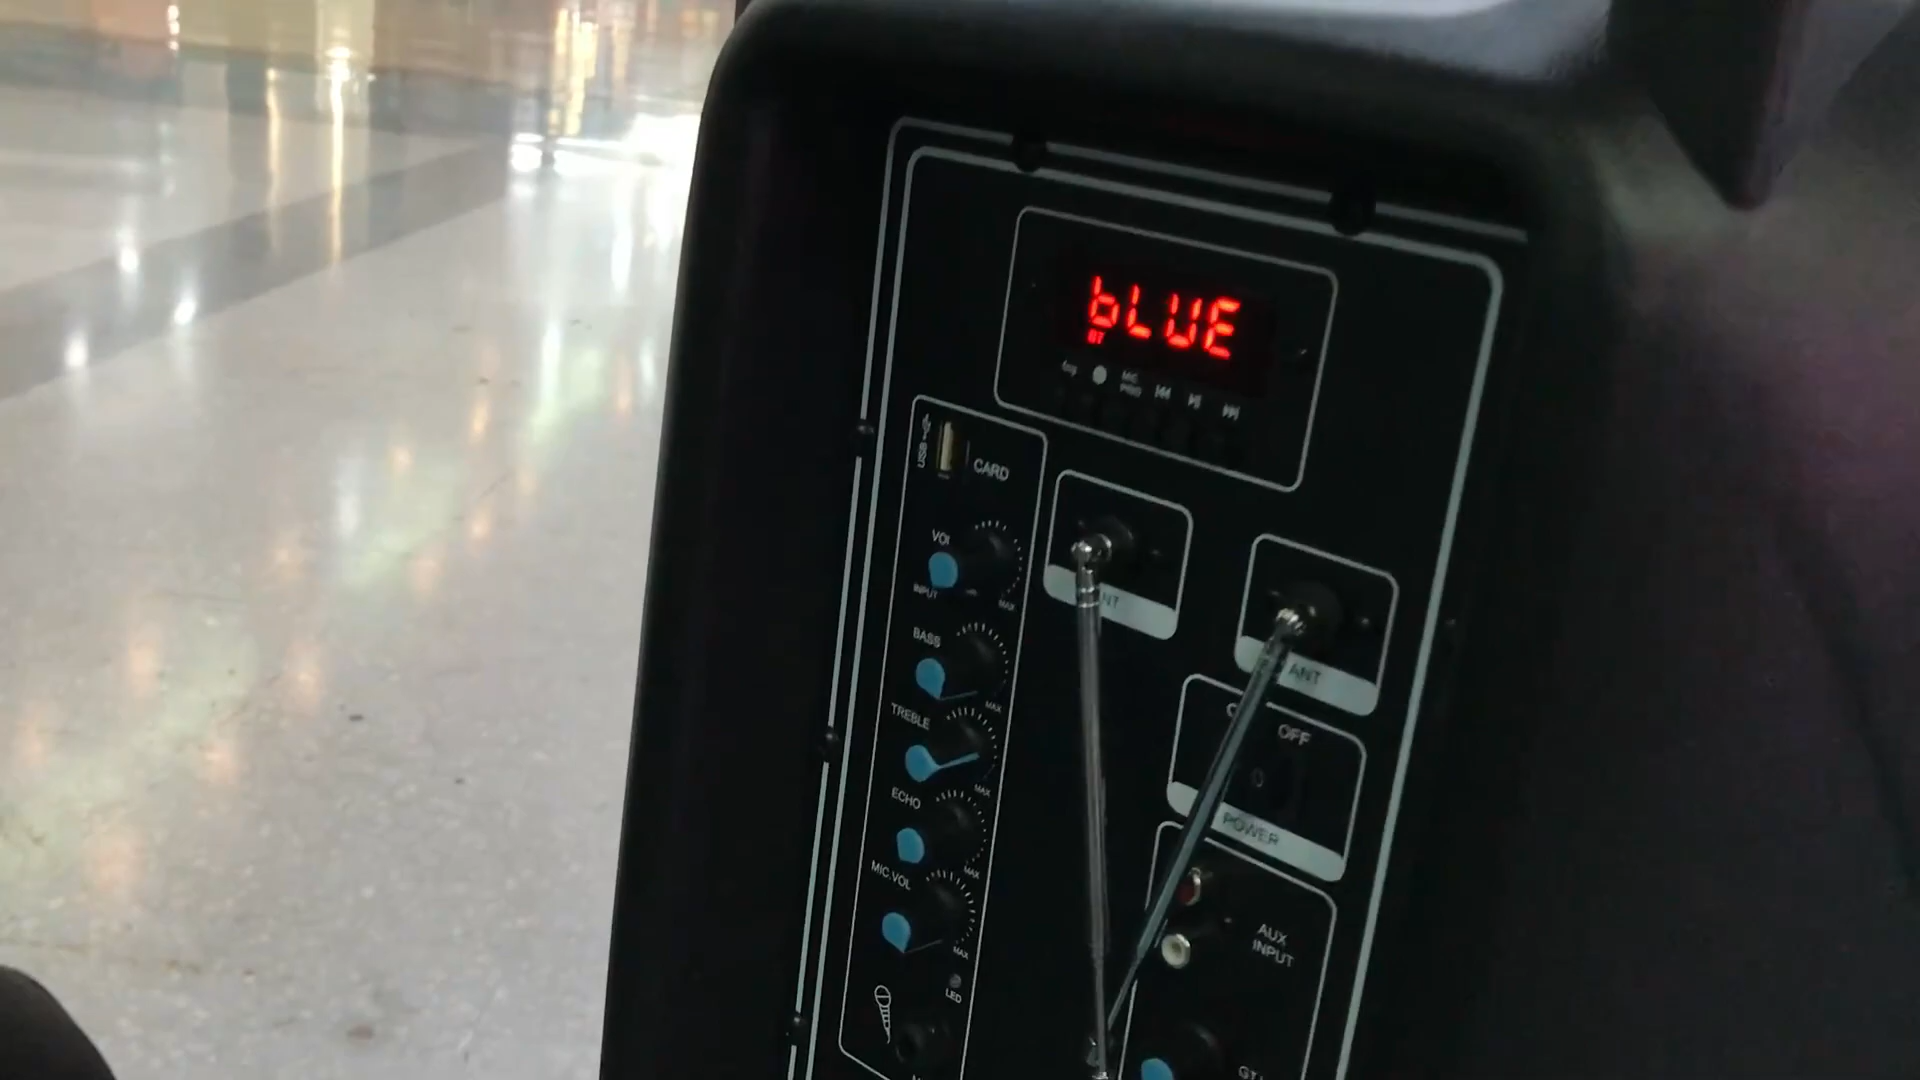 bLUE
BT
MIC
USB
CARD
VOL
INPUT
MAX
BASS
MAX
TREBLE
MAX
ECHO
MAX
MIC.VOL
MAX
LED
ANT
OFF
POWER
AUX
INPUT